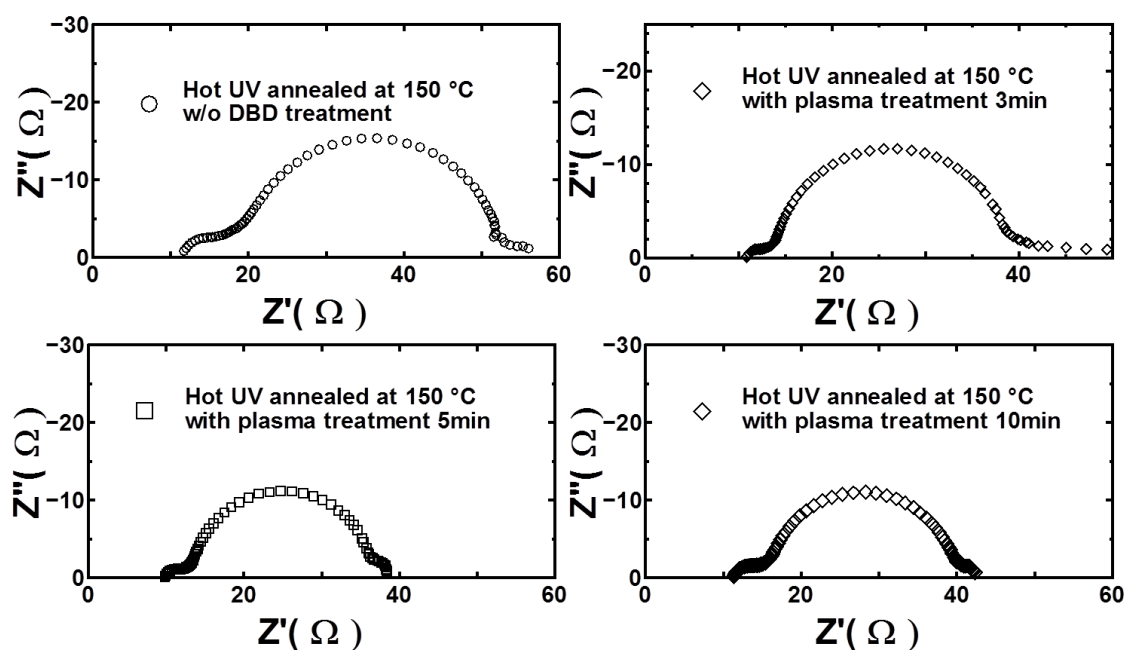 −30
−20
−10
0
Z''( Ω )
Hot UV annealed at 150 °C
w/o DBD treatment
0
20
40
60
Z'( Ω )
−20
−10
0
Z''( Ω )
Hot UV annealed at 150 °C
with plasma treatment 3min
0
10
20
30
40
50
Z'( Ω )
−30
−20
−10
0
Z''( Ω )
Hot UV annealed at 150 °C
with plasma treatment 5min
0
20
40
60
Z'( Ω )
−30
−20
−10
0
Z''( Ω )
Hot UV annealed at 150 °C
with plasma treatment 10min
0
20
40
60
Z'( Ω )